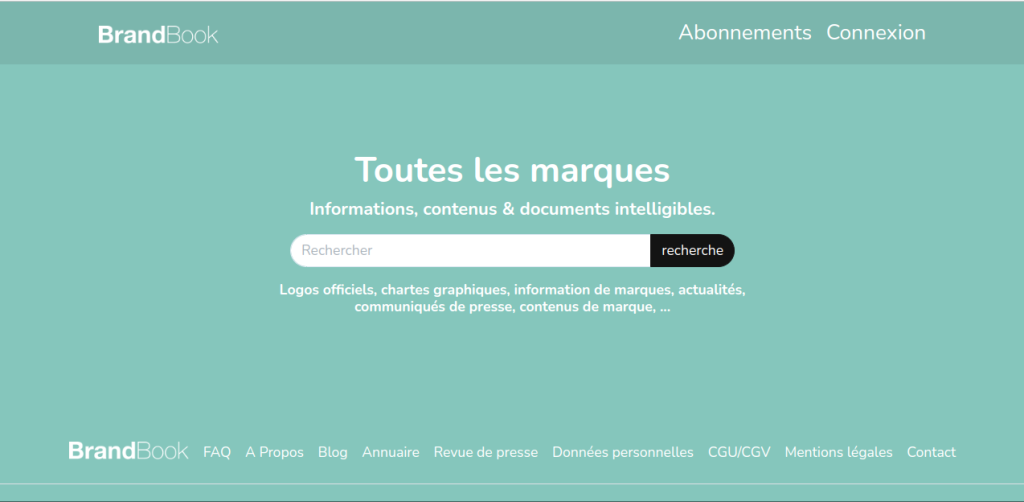 BrandBook Abonnements Connexion
Toutes les marques
Informations, contenus & documents intelligibles.
Rechercher recherche
Logos officiels, chartes graphiques, information de marques, actualités,
communiqués de presse, contenus de marque, ...
BrandBook FAQ A Propos Blog Annuaire Revue de presse Données personnelles CGU/CGV Mentions légales Contact